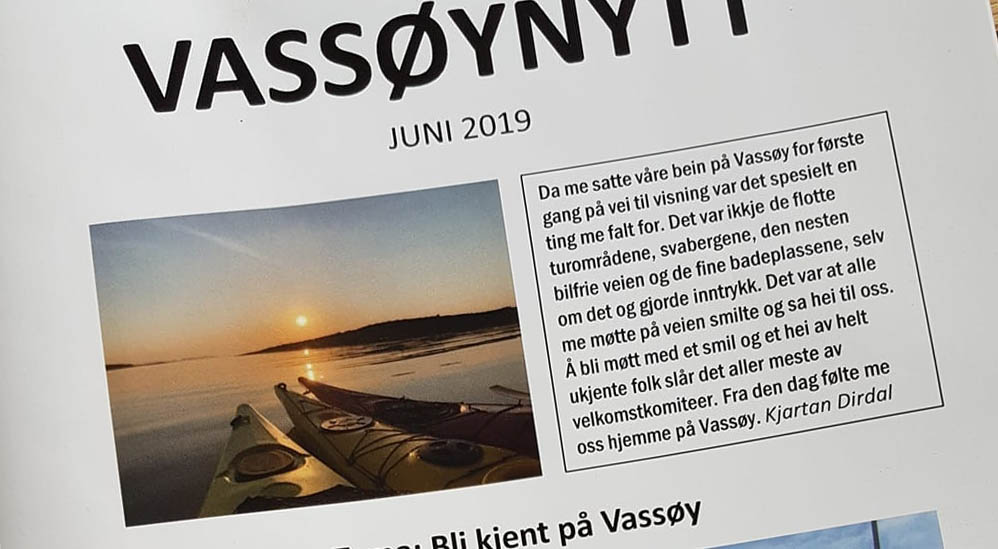 VASSØYNYTT
JUNI 2019
Da me satte våre bein på Vassøy for første
gang på vei til visning var det spesielt en
ting me falt for. Det var ikkje de flotte
turområdene, svabergene, den nesten
bilfrie veien og de fine badeplassene, selv
om det og gjorde inntrykk. Det var at alle
me møtte på veien smilte og sa hei til oss.
Å bli møtt med et smil og et hei av helt
ukjente folk slår det aller meste av
velkomstkomiteer. Fra den dag følte me
oss hjemme på Vassøy. Kjartan Dirdal
Bli kjent på Vassøy